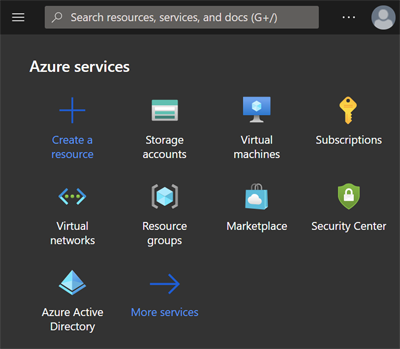 Search resources, services, and docs (G+/)
Azure services
Create a
resource
Storage
accounts
Virtual
machines
Subscriptions
Virtual
networks
Resource
groups
Marketplace
Security Center
Azure Active
Directory
More services